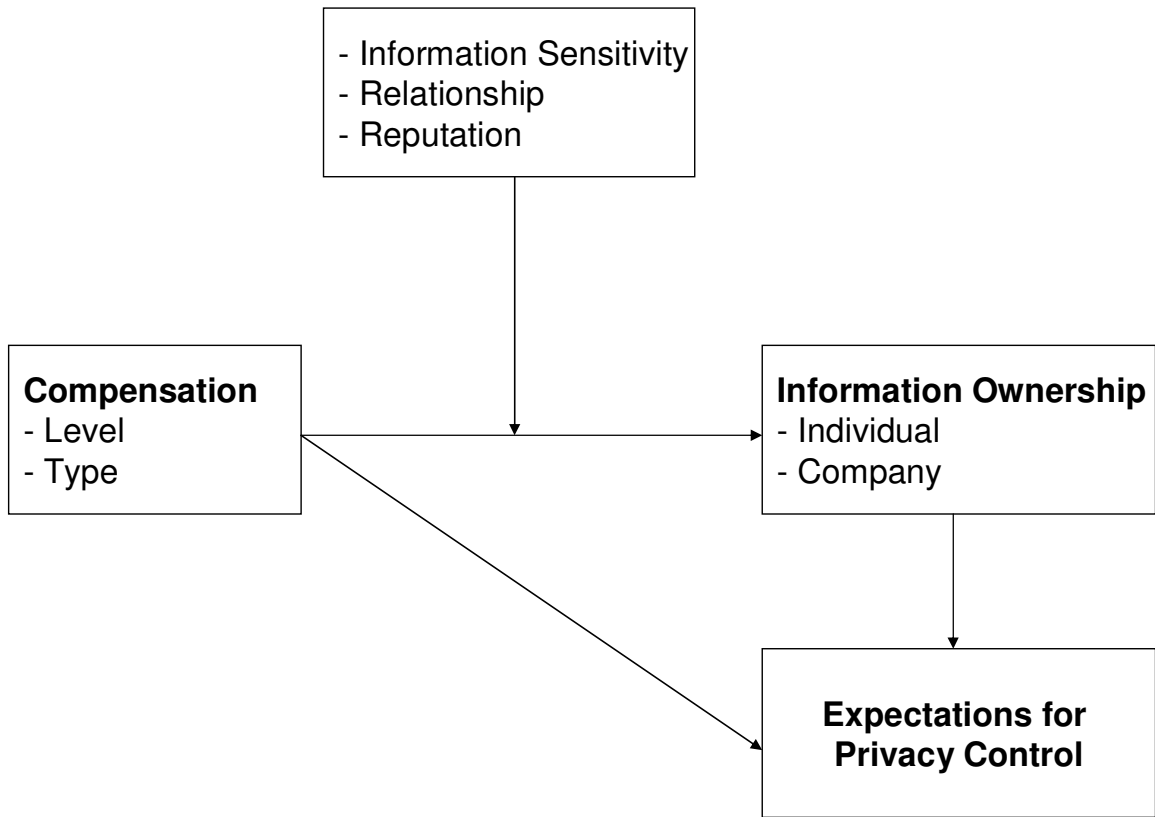 - Information Sensitivity
- Relationship
- Reputation
Compensation
- Level
- Type
Information Ownership
- Individual
- Company
Expectations for
Privacy Control